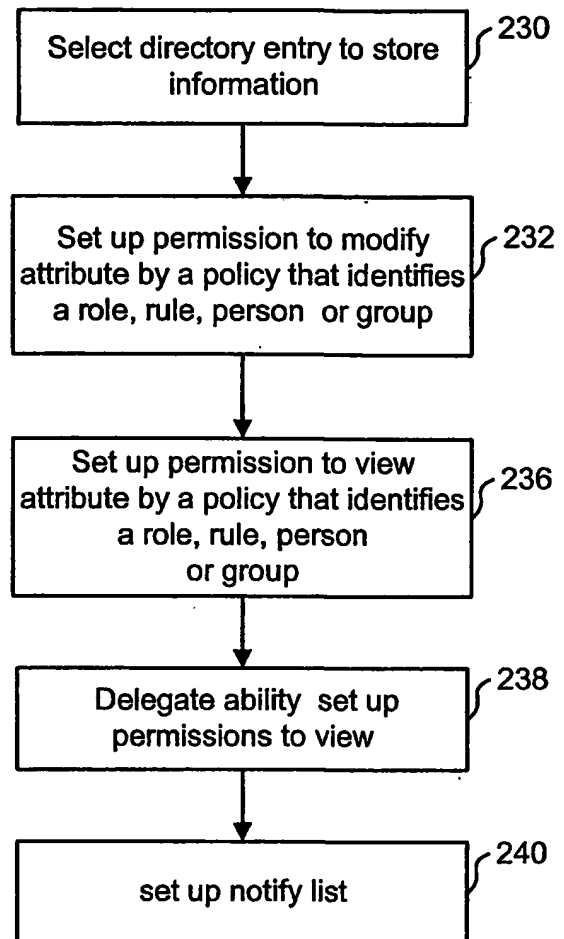 Select directory entry to store
information
230
Set up permission to modify
attribute by a policy that identifies
a role, rule, person or group
232
Set up permission to view
attribute by a policy that identifies
a role, rule, person
or group
236
Delegate ability set up
permissions to view
238
set up notify list
240